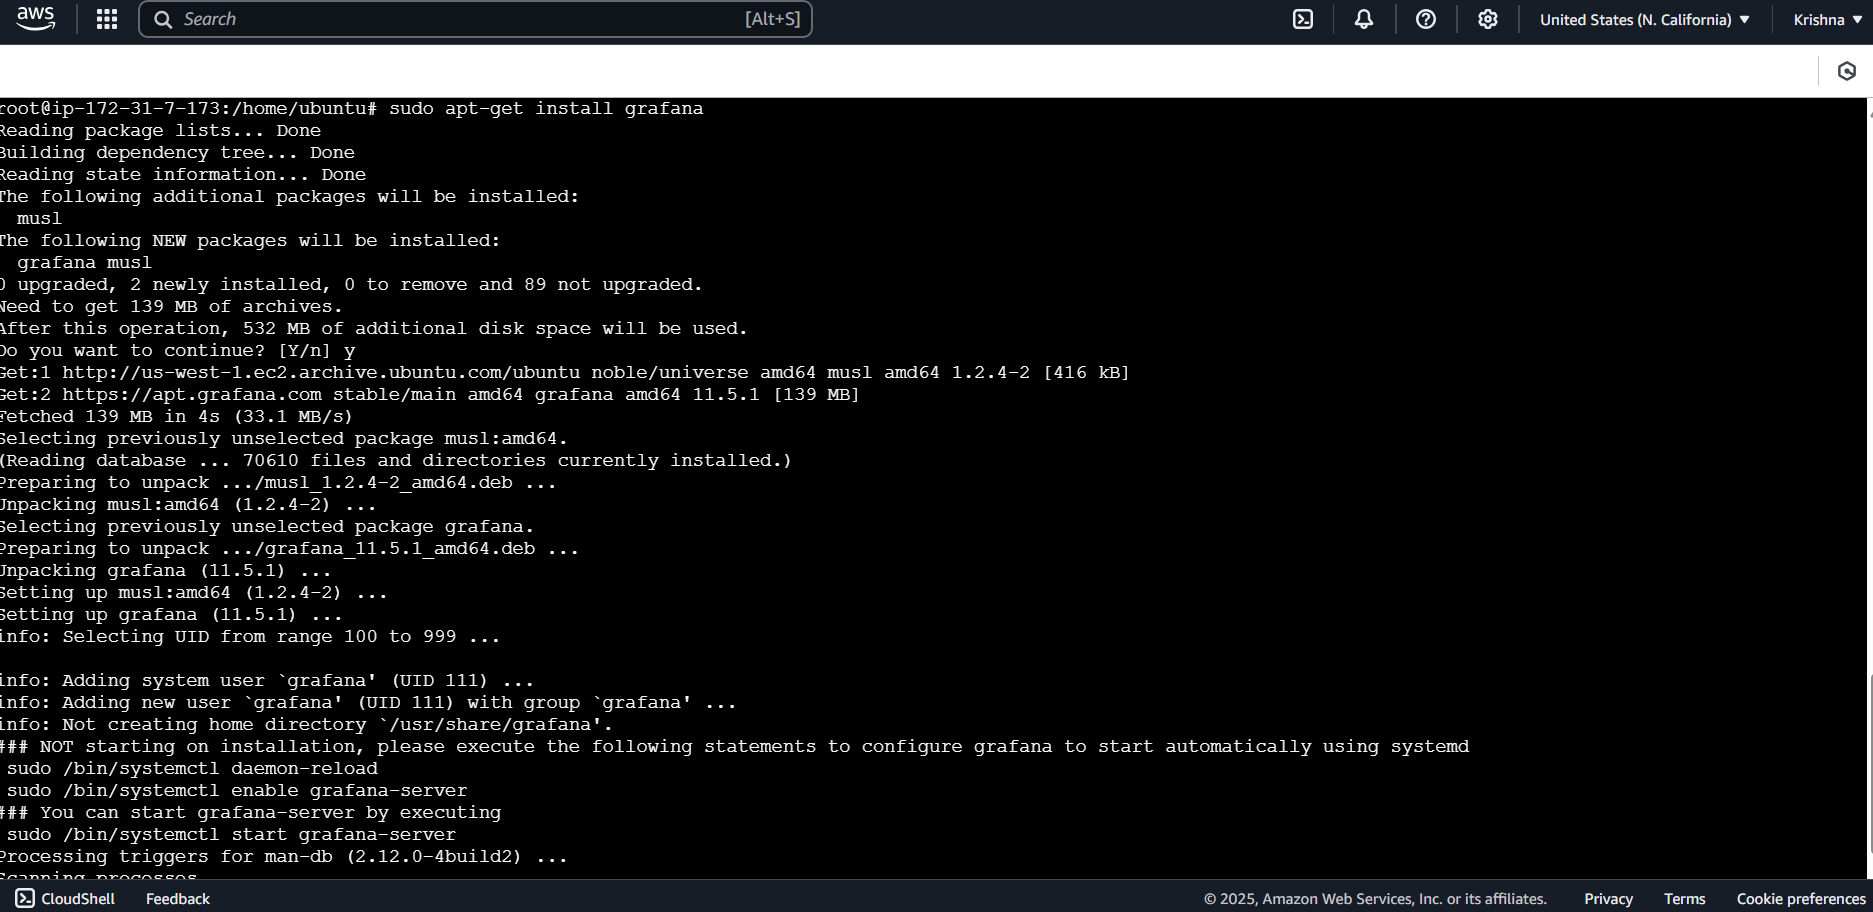 aws
Search [Alt+S]
United States (N. California)
Krishna
root@ip-172-31-7-173:/home/ubuntu# sudo apt-get install grafana
Reading package lists... Done
Building dependency tree... Done
Reading state information... Done
The following additional packages will be installed:
musl
The following NEW packages will be installed:
grafana musl
0 upgraded, 2 newly installed, 0 to remove and 89 not upgraded.
Need to get 139 MB of archives.
After this operation, 532 MB of additional disk space will be used.
Do you want to continue? [Y/n] y
Get:1 http://us-west-1.ec2.archive.ubuntu.com/ubuntu noble/universe amd64 musl amd64 1.2.4-2 [416 kB]
Get:2 https://apt.grafana.com stable/main amd64 grafana amd64 11.5.1 [139 MB]
Fetched 139 MB in 4s (33.1 MB/s)
Selecting previously unselected package musl:amd64.
(Reading database ... 70610 files and directories currently installed.)
Preparing to unpack .../musl_1.2.4-2_amd64.deb ...
Unpacking musl:amd64 (1.2.4-2) ...
Selecting previously unselected package grafana.
Preparing to unpack .../grafana_11.5.1_amd64.deb ...
Unpacking grafana (11.5.1) ...
Setting up musl:amd64 (1.2.4-2) ...
Setting up grafana (11.5.1) ...
info: Selecting UID from range 100 to 999 ...
info: Adding system user `grafana' (UID 111) ...
info: Adding new user `grafana' (UID 111) with group `grafana' ...
info: Not creating home directory `/usr/share/grafana'.
### NOT starting on installation, please execute the following statements to configure grafana to start automatically using systemd
sudo /bin/systemctl daemon-reload
sudo /bin/systemctl enable grafana-server
### You can start grafana-server by executing
sudo /bin/systemctl start grafana-server
Processing triggers for man-db (2.12.0-4build2) ...
Scanning processes
CloudShell Feedback © 2025, Amazon Web Services, Inc. or its affiliates. Privacy Terms Cookie preferences